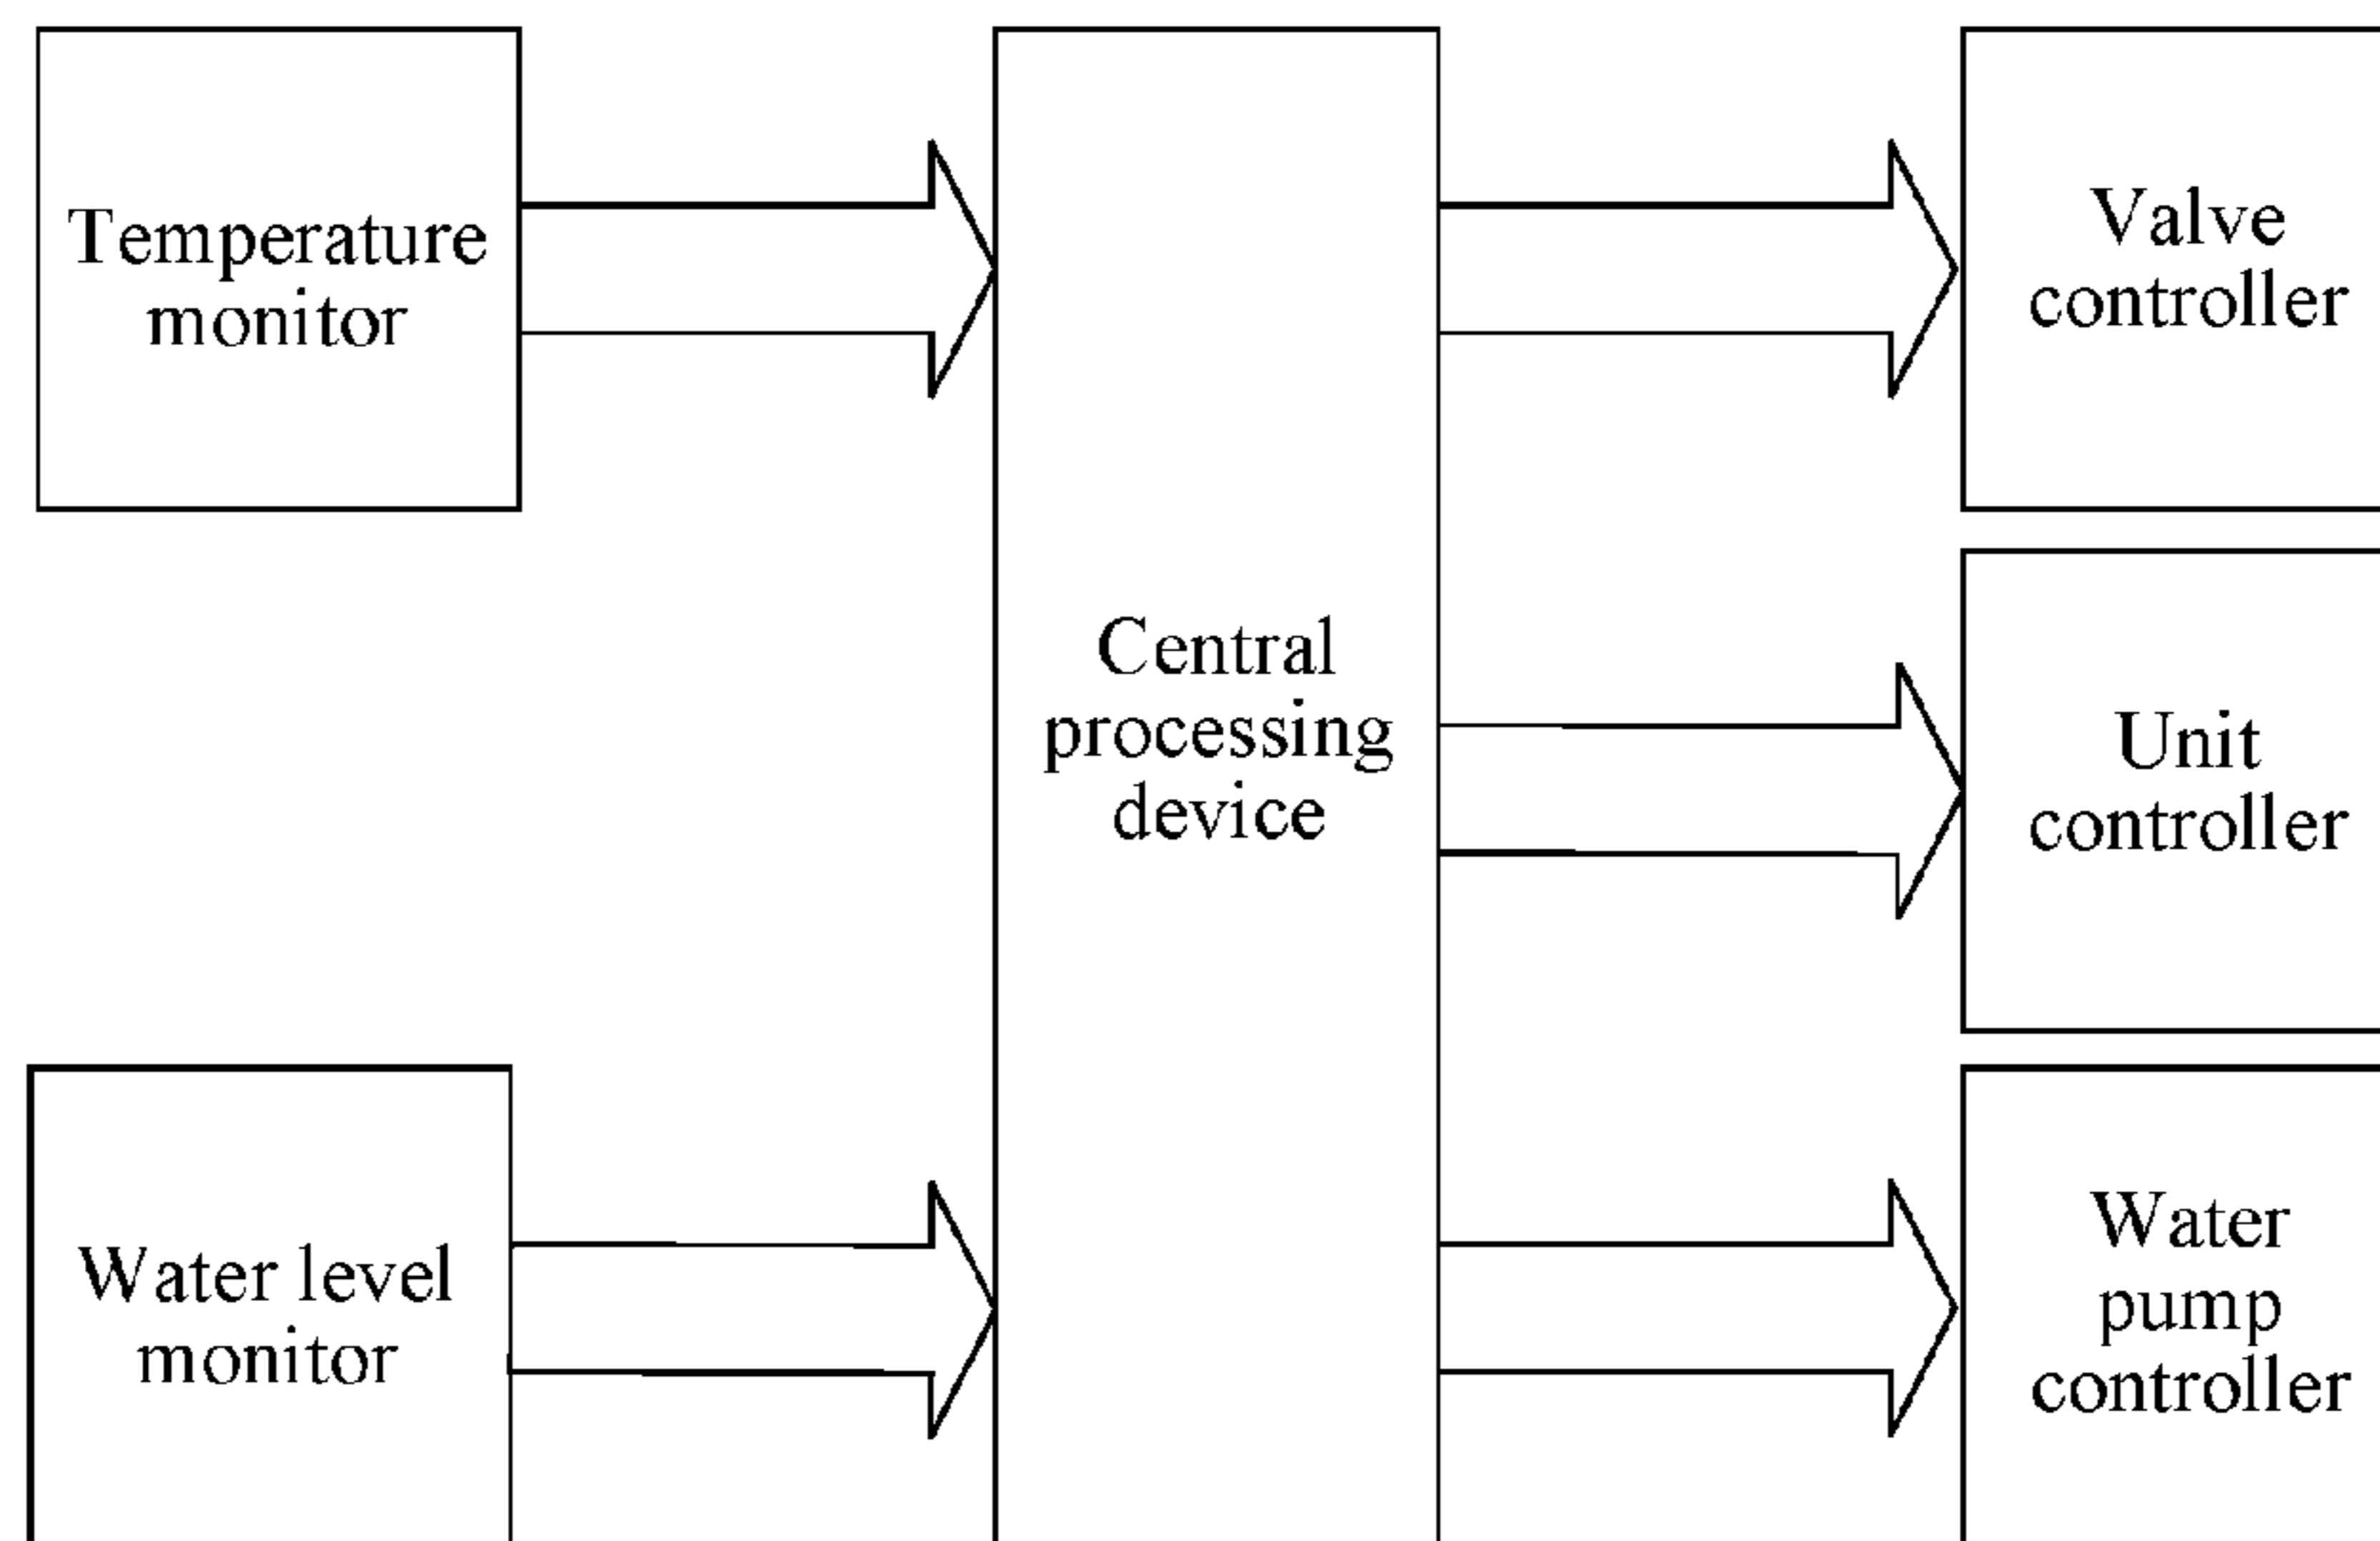 Temperature
monitor
Water level
monitor
Central
processing
device
Valve
controller
Unit
controller
Water
pump
controller